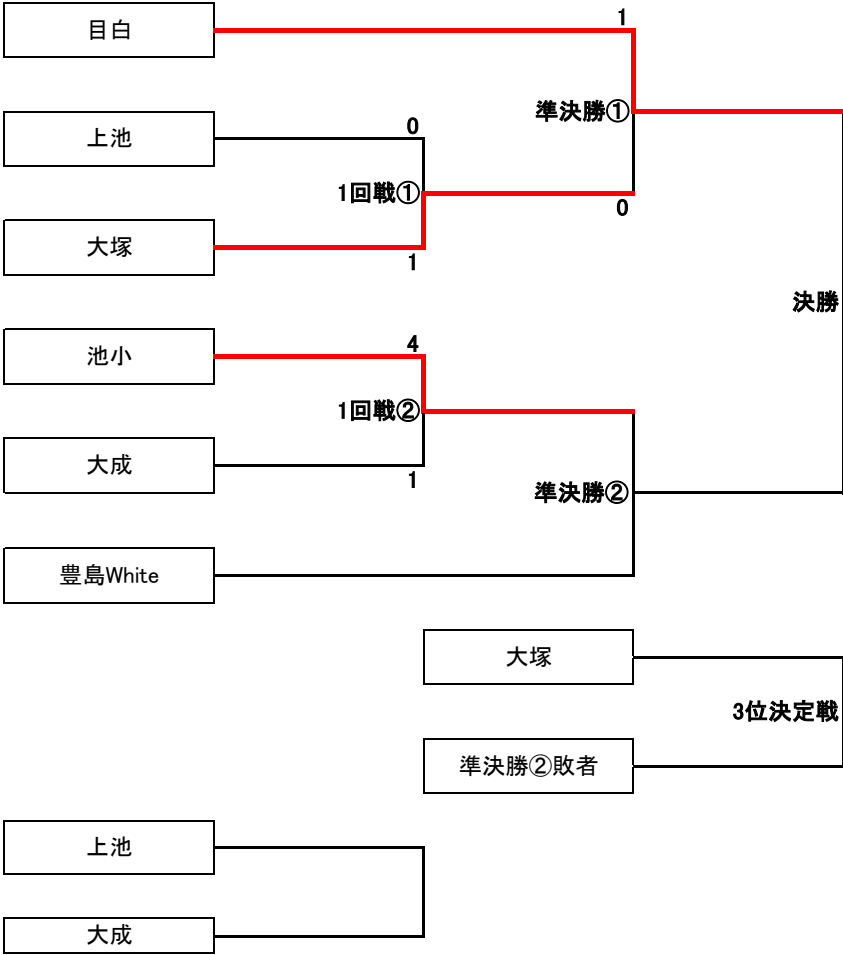 目白
1
準決勝①
上池
0
1回戦①
0
大塚
1
決勝
池小
4
1回戦②
大成
1
準決勝②
豊島White
大塚
3位決定戦
準決勝②敗者
上池
大成